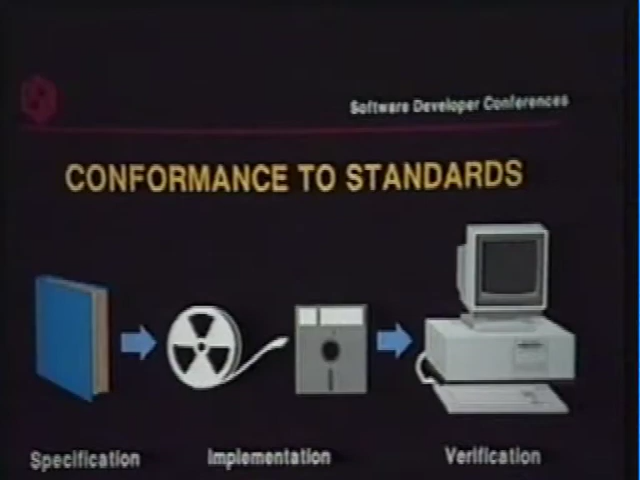 Software Developer Conferences
CONFORMANCE TO STANDARDS
Specification Implementation Verification